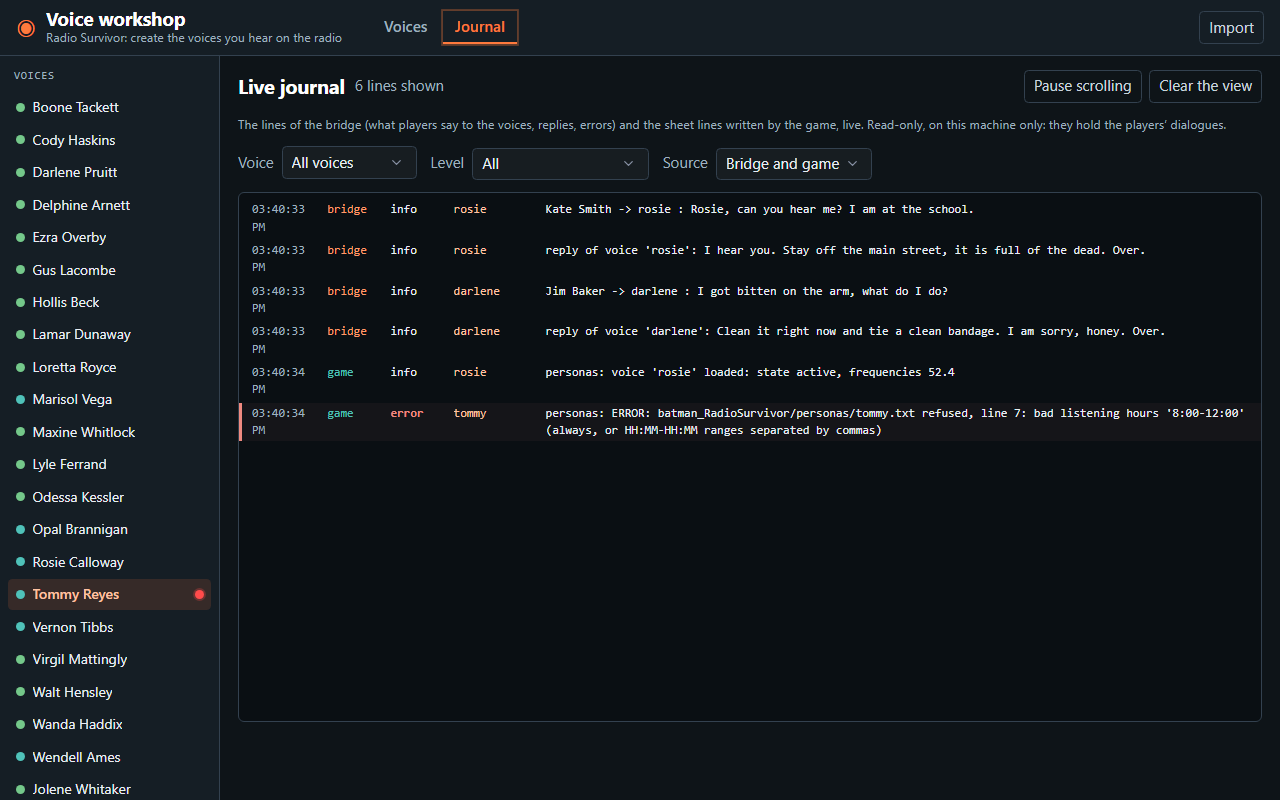 Voice workshop
Radio Survivor: create the voices you hear on the radio
Voices
Journal
Import
VOICES
Boone Tackett
Cody Haskins
Darlene Pruitt
Delphine Arnett
Ezra Overby
Gus Lacombe
Hollis Beck
Lamar Dunaway
Loretta Royce
Marisol Vega
Maxine Whitlock
Lyle Ferrand
Odessa Kessler
Opal Brannigan
Rosie Calloway
Tommy Reyes
Vernon Tibbs
Virgil Mattingly
Walt Hensley
Wanda Haddix
Wendell Ames
Jolene Whitaker
Live journal 6 lines shown
Pause scrolling
Clear the view
The lines of the bridge (what players say to the voices, replies, errors) and the sheet lines written by the game, live. Read-only, on this machine only: they hold the players' dialogues.
Voice All voices Level All Source Bridge and game
03:40:33 PM bridge info rosie Kate Smith -> rosie : Rosie, can you hear me? I am at the school.
03:40:33 PM bridge info rosie reply of voice 'rosie': I hear you. Stay off the main street, it is full of the dead. Over.
03:40:33 PM bridge info darlene Jim Baker -> darlene : I got bitten on the arm, what do I do?
03:40:33 PM bridge info darlene reply of voice 'darlene': Clean it right now and tie a clean bandage. I am sorry, honey. Over.
03:40:34 PM game info rosie personas: voice 'rosie' loaded: state active, frequencies 52.4
03:40:34 PM game error tommy personas: ERROR: batman_RadioSurvivor/personas/tommy.txt refused, line 7: bad listening hours '8:00-12:00'
(always, or HH:MM-HH:MM ranges separated by commas)